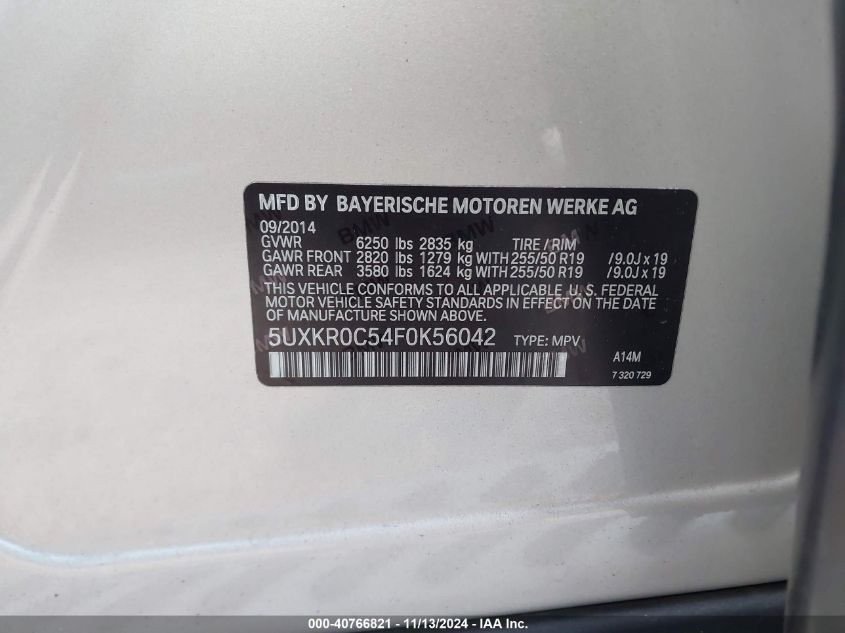 MFD BY BAYERISCHE MOTOREN WERKE AG
09/2014
GVWR 6250 lbs 2835 kg TIRE / RIM
GAWR FRONT 2820 lbs 1279 kg WITH 255/50 R19 / 9.0J x 19
GAWR REAR 3580 lbs 1624 kg WITH 255/50 R19 / 9.0J x 19
THIS VEHICLE CONFORMS TO ALL APPLICABLE U. S. FEDERAL
MOTOR VEHICLE SAFETY STANDARDS IN EFFECT ON THE DATE
OF MANUFACTURE SHOWN ABOVE.
5UXKR0C54F0K56042 TYPE: MPV
A14M
7 320 729
000-40766821 - 11/13/2024 - IAAI, Inc.